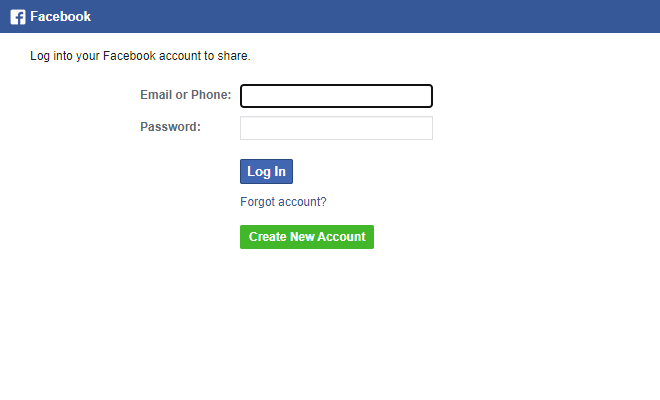 Facebook
Log into your Facebook account to share.
Email or Phone:
Password:
Log In
Forgot account?
Create New Account